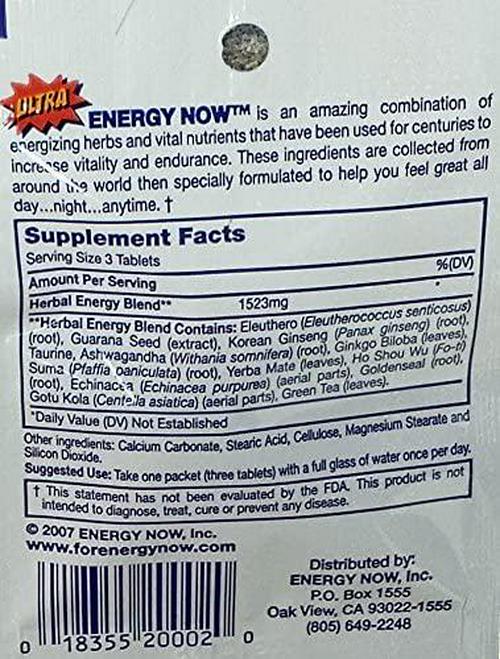 ULTRA
ENERGY NOW™ is an amazing combination of
energizing herbs and vital nutrients that have been used for centuries to
increase vitality and endurance. These ingredients are collected from
around the world then specially formulated to help you feel great all
day...night...anytime. †
Supplement Facts
Serving Size 3 Tablets
Amount Per Serving %(DV)
Herbal Energy Blend** 1523mg *
**Herbal Energy Blend Contains: Eleuthero (Eleutherococcus senticosus)
(root), Guarana Seed (extract), Korean Ginseng (Panax ginseng) (root),
Taurine, Ashwagandha (Withania somnifera) (root), Ginkgo Biloba (leaves),
Suma (Pfaffia paniculata) (root), Yerba Mate (leaves), Ho Shou Wu (Fo-ti)
(root), Echinacea (Echinacea purpurea) (aerial parts), Goldenseal (root),
Gotu Kola (Centella asiatica) (aerial parts), Green Tea (leaves).
*Daily Value (DV) Not Established
Other ingredients: Calcium Carbonate, Stearic Acid, Cellulose, Magnesium Stearate and
Silicon Dioxide.
Suggested Use: Take one packet (three tablets) with a full glass of water once per day.
† This statement has not been evaluated by the FDA. This product is not
intended to diagnose, treat, cure or prevent any disease.
© 2007 ENERGY NOW, Inc.
www.forenergynow.com
Distributed by:
ENERGY NOW, Inc.
P.O. Box 1555
Oak View, CA 93022-1555
(805) 649-2248
0 18355 20002 0